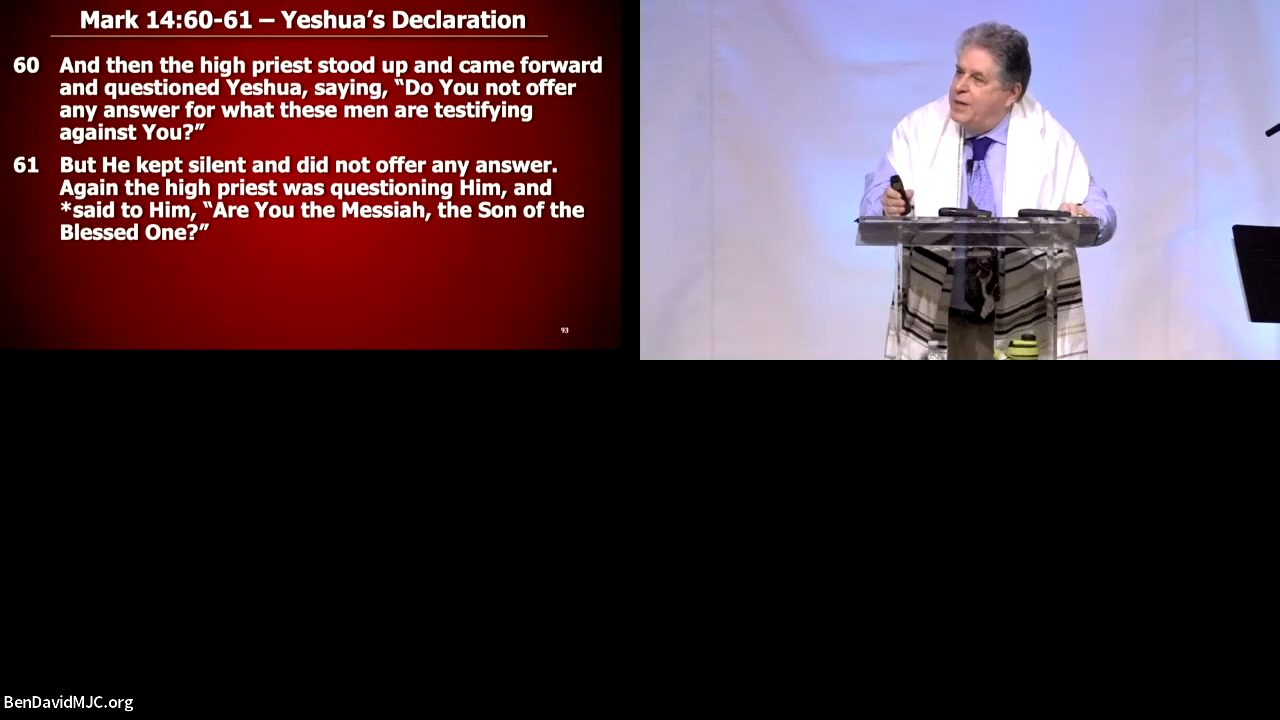 Mark 14:60-61 – Yeshua’s Declaration
60 And then the high priest stood up and came forward
and questioned Yeshua, saying, “Do You not offer
any answer for what these men are testifying
against You?”
61 But He kept silent and did not offer any answer.
Again the high priest was questioning Him, and
*said to Him, “Are You the Messiah, the Son of the
Blessed One?”
93
BenDavidMJC.org